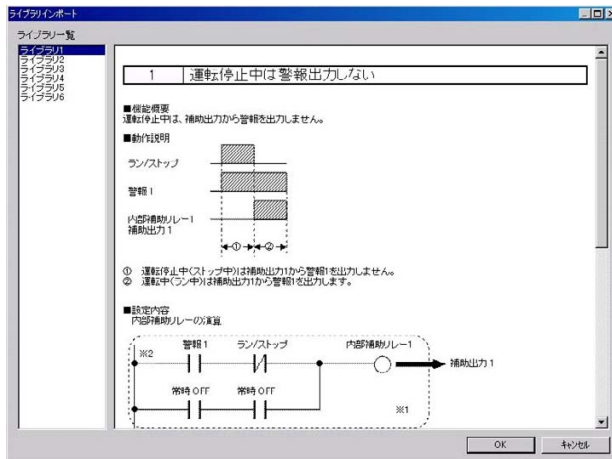 ライブラリインポート
ライブラリ一覧
ライブラリ1
ライブラリ2
ライブラリ3
ライブラリ4
ライブラリ5
ライブラリ6
1 運転停止中は警報出力しない
■機能概要
運転停止中は、補助出力から警報を出力しません。
■動作説明
ラン/ストップ
警報1
内部補助リレー1
補助出力1
① ②
① 運転停止中(ストップ中)は補助出力1から警報1を出力しません。
② 運転中(ラン中)は補助出力1から警報1を出力します。
■設定内容
内部補助リレーの演算
※2 警報1 ラン/ストップ 内部補助リレー1
補助出力1
常時OFF 常時OFF
※1
OK キャンセル